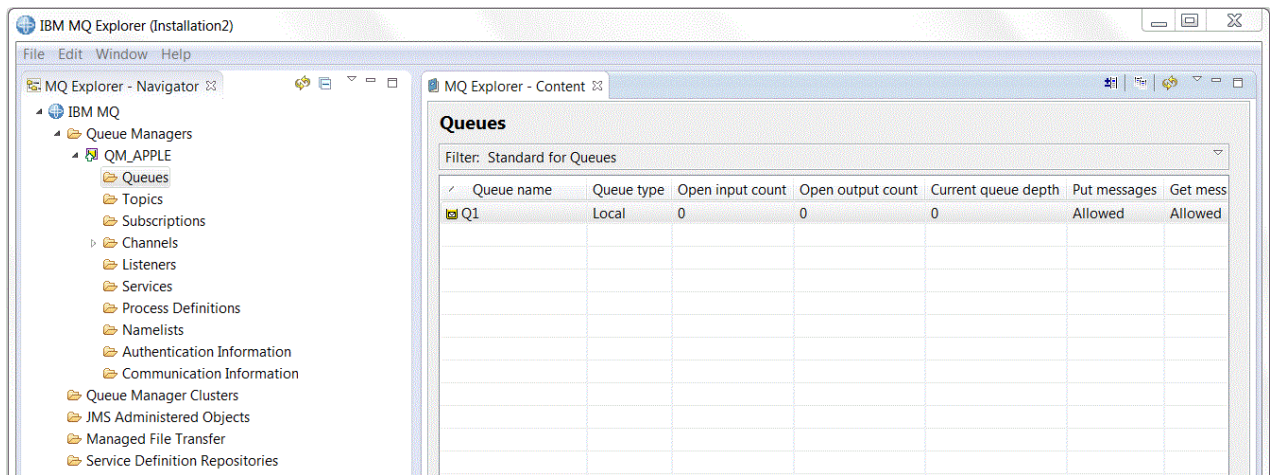 IBM MQ Explorer (Installation2)
File Edit Window Help
MQ Explorer - Navigator
IBM MQ
Queue Managers
QM_APPLE
Queues
Topics
Subscriptions
Channels
Listeners
Services
Process Definitions
Namelists
Authentication Information
Communication Information
Queue Manager Clusters
JMS Administered Objects
Managed File Transfer
Service Definition Repositories
MQ Explorer - Content
Queues
Filter: Standard for Queues
Queue name Queue type Open input count Open output count Current queue depth Put messages Get mess
Q1 Local 0 0 0 Allowed Allowed